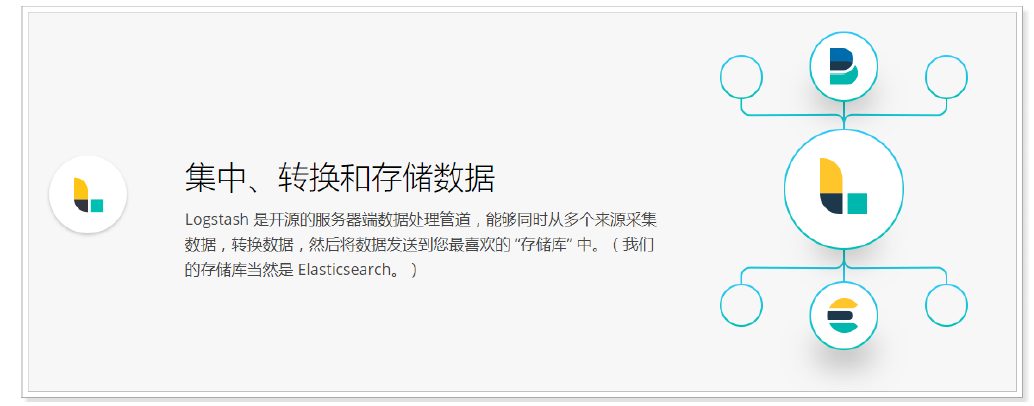 集中、转换和存储数据
Logstash 是开源的服务器端数据处理管道，能够同时从多个来源采集
数据，转换数据，然后将数据发送到您最喜欢的 “存储库” 中。（我们
的存储库当然是 Elasticsearch。）